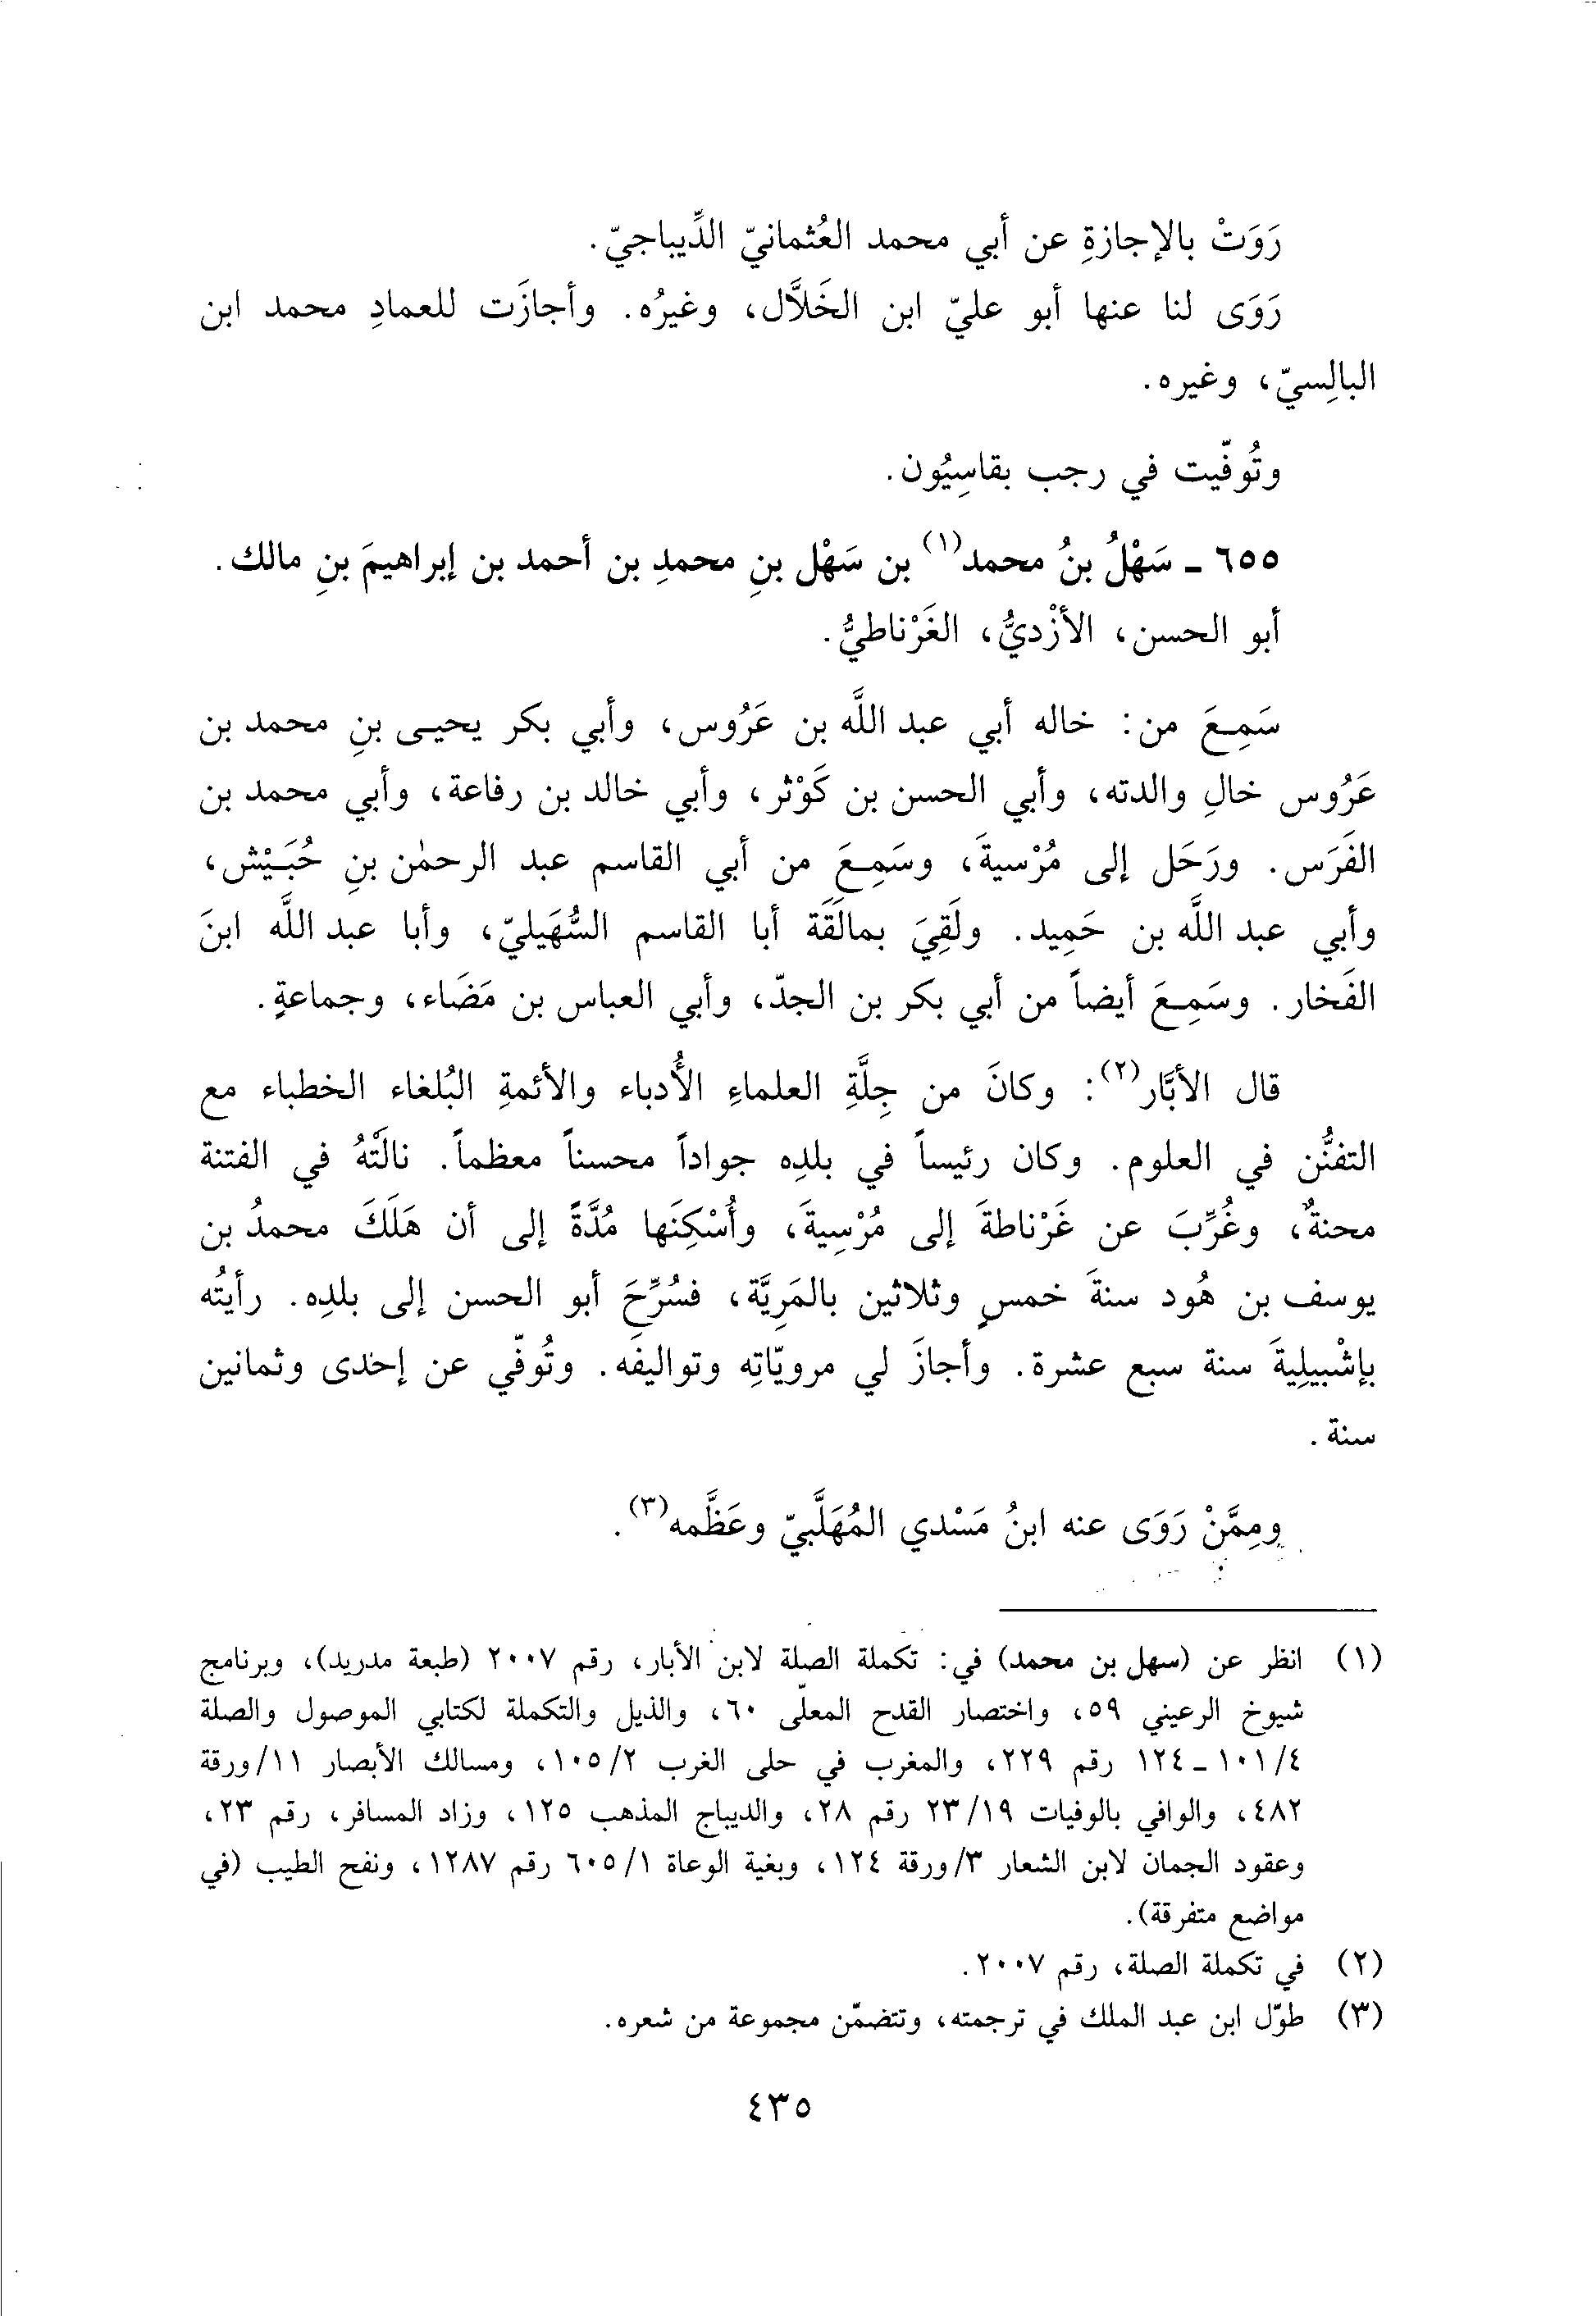 رَوَتْ بالإجازةِ عن أبي محمد العُثمانيّ الدِّيباجيّ.
رَوَى لنا عنها أبو عليّ ابن الخَلاَّل، وغيرُه. وأجازَت للعمادِ محمد ابن
البالِسيّ، وغيره.
وتُوفّيت في رجب بقاسِيُون.
٦٥٥ ـ سَهْلُ بنُ محمد(١) بن سَهْل بنِ محمدِ بن أحمد بن إبراهيمَ بنِ مالك.
أبو الحسن، الأزْديُّ، الغَرْناطيُّ.
سَمِعَ من: خاله أبي عبد اللَّه بن عَرُوس، وأبي بكر يحيى بنِ محمد بن
عَرُوس خالِ والدته، وأبي الحسن بن كَوْثر، وأبي خالد بن رفاعة، وأبي محمد بن
الفَرَس. ورَحَل إلى مُرْسيةَ، وسَمِعَ من أبي القاسم عبد الرحمٰن بنِ حُبَيْش،
وأبي عبد اللَّه بن حَمِيد. ولَقِيَ بمالَقَة أبا القاسم السُّهَيليّ، وأبا عبد اللَّه ابنَ
الفَخار. وسَمِعَ أيضاً من أبي بكر بن الجدّ، وأبي العباس بن مَضَاء، وجماعةٍ.
قال الأبَّار(٢): وكانَ من جِلَّةِ العلماءِ الأُدباء والأئمةِ البُلغاء الخطباء مع
التفنُّن في العلوم. وكان رئيساً في بلدِه جواداً محسناً معظماً. نالَتْهُ في الفتنة
محنةٌ، وغُرِّبَ عن غَرْناطةَ إلى مُرْسِيةَ، وأُسْكِنَها مُدَّةً إلى أن هَلَكَ محمدُ بن
يوسف بن هُود سنةَ خمسٍ وثلاثين بالمَرِيَّة، فسُرِّحَ أبو الحسن إلى بلدِه. رأيتُه
بإشْبيلِيةَ سنة سبع عشرة. وأجازَ لي مرويّاتِه وتواليفَه. وتُوفّي عن إحْدى وثمانين
سنة.
ومِمَّنْ رَوَى عنه ابنُ مَسْدي المُهَلَّبيّ وعَظَّمه(٣).
(١) انظر عن (سهل بن محمد) في: تكملة الصلة لابن الأبار، رقم ٢٠٠٧ (طبعة مدريد)، وبرنامج
شيوخ الرعيني ٥٩، واختصار القدح المعلّى ٦٠، والذيل والتكملة لكتابي الموصول والصلة
٤/١٠١ ـ ١٢٤ رقم ٢٢٩، والمغرب في حلى الغرب ٢/١٠٥، ومسالك الأبصار ١١/ورقة
٤٨٢، والوافي بالوفيات ٢٣/١٩ رقم ٢٨، والديباج المذهب ١٢٥، وزاد المسافر، رقم ٢٣،
وعقود الجمان لابن الشعار ٣/ورقة ١٢٤، وبغية الوعاة ١/٦٠٥ رقم ١٢٨٧، ونفح الطيب (في
مواضع متفرقة).
(٢) في تكملة الصلة، رقم ٢٠٠٧.
(٣) طوّل ابن عبد الملك في ترجمته، وتتضمّن مجموعة من شعره.
٤٣٥